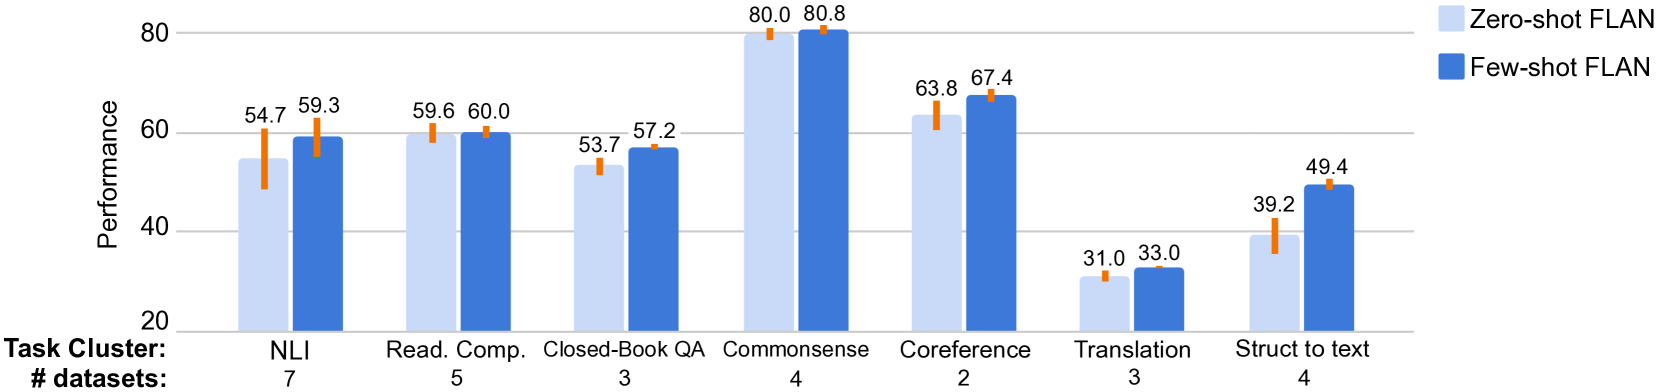 Zero-shot FLAN
Few-shot FLAN
Performance
80
60
40
20
54.7 59.3 59.6 60.0 53.7 57.2 80.0 80.8 63.8 67.4 31.0 33.0 39.2 49.4
Task Cluster: NLI Read. Comp. Closed-Book QA Commonsense Coreference Translation Struct to text
# datasets: 7 5 3 4 2 3 4